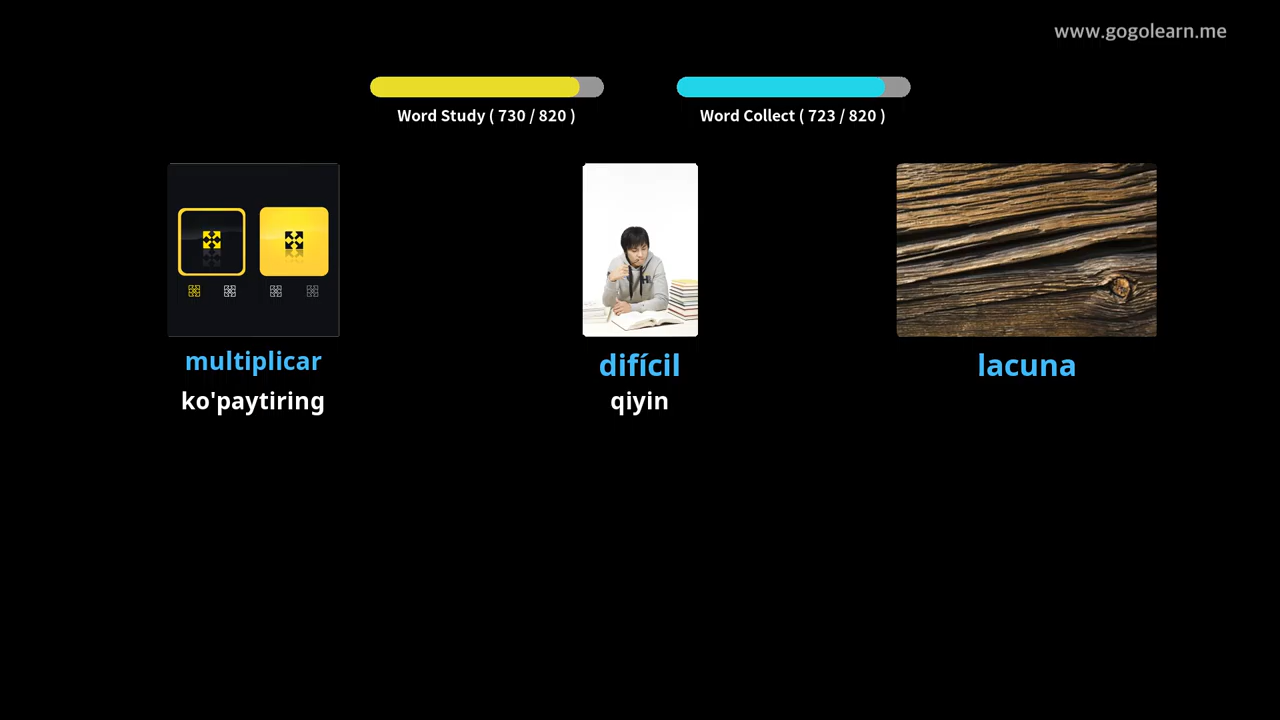 www.gogolearn.me
Word Study ( 730 / 820 )
Word Collect ( 723 / 820 )
multiplicar
ko'paytiring
difícil
qiyin
lacuna